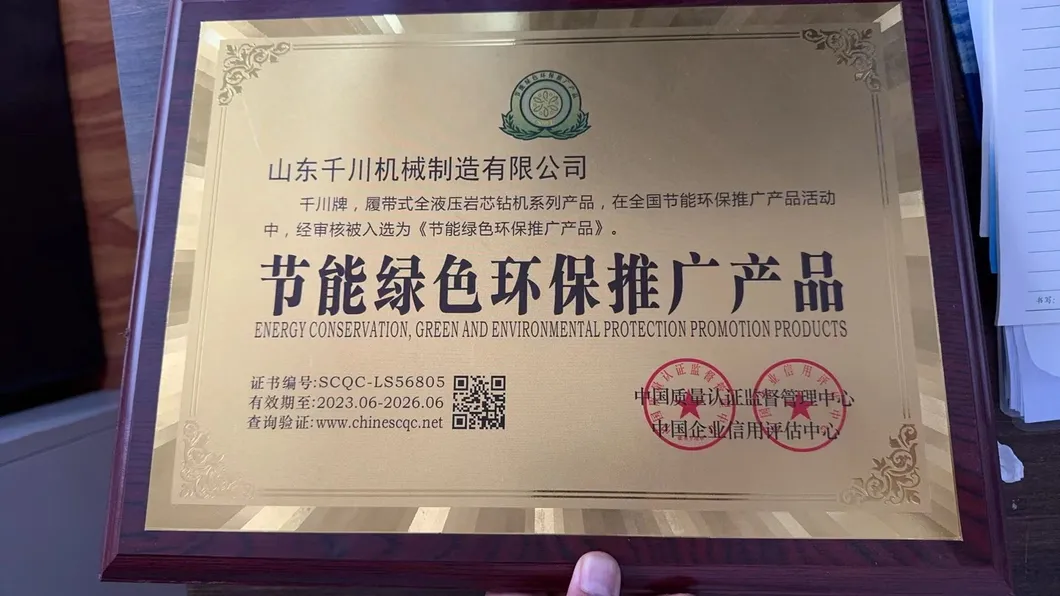 山东千川机械制造有限公司
千川牌，履带式全液压岩芯钻机系列产品，在全国节能环保推广产品活动
中，经审核被入选为《节能绿色环保推广产品》。
节能绿色环保推广产品
ENERGY CONSERVATION, GREEN AND ENVIRONMENTAL PROTECTION PROMOTION PRODUCTS
证书编号:SCQC-LS56805
有效期至:2023.06-2026.06
查询验证:www.chinescqc.net
中国质量认证监督管理中心
中国企业信用评估中心
书写: